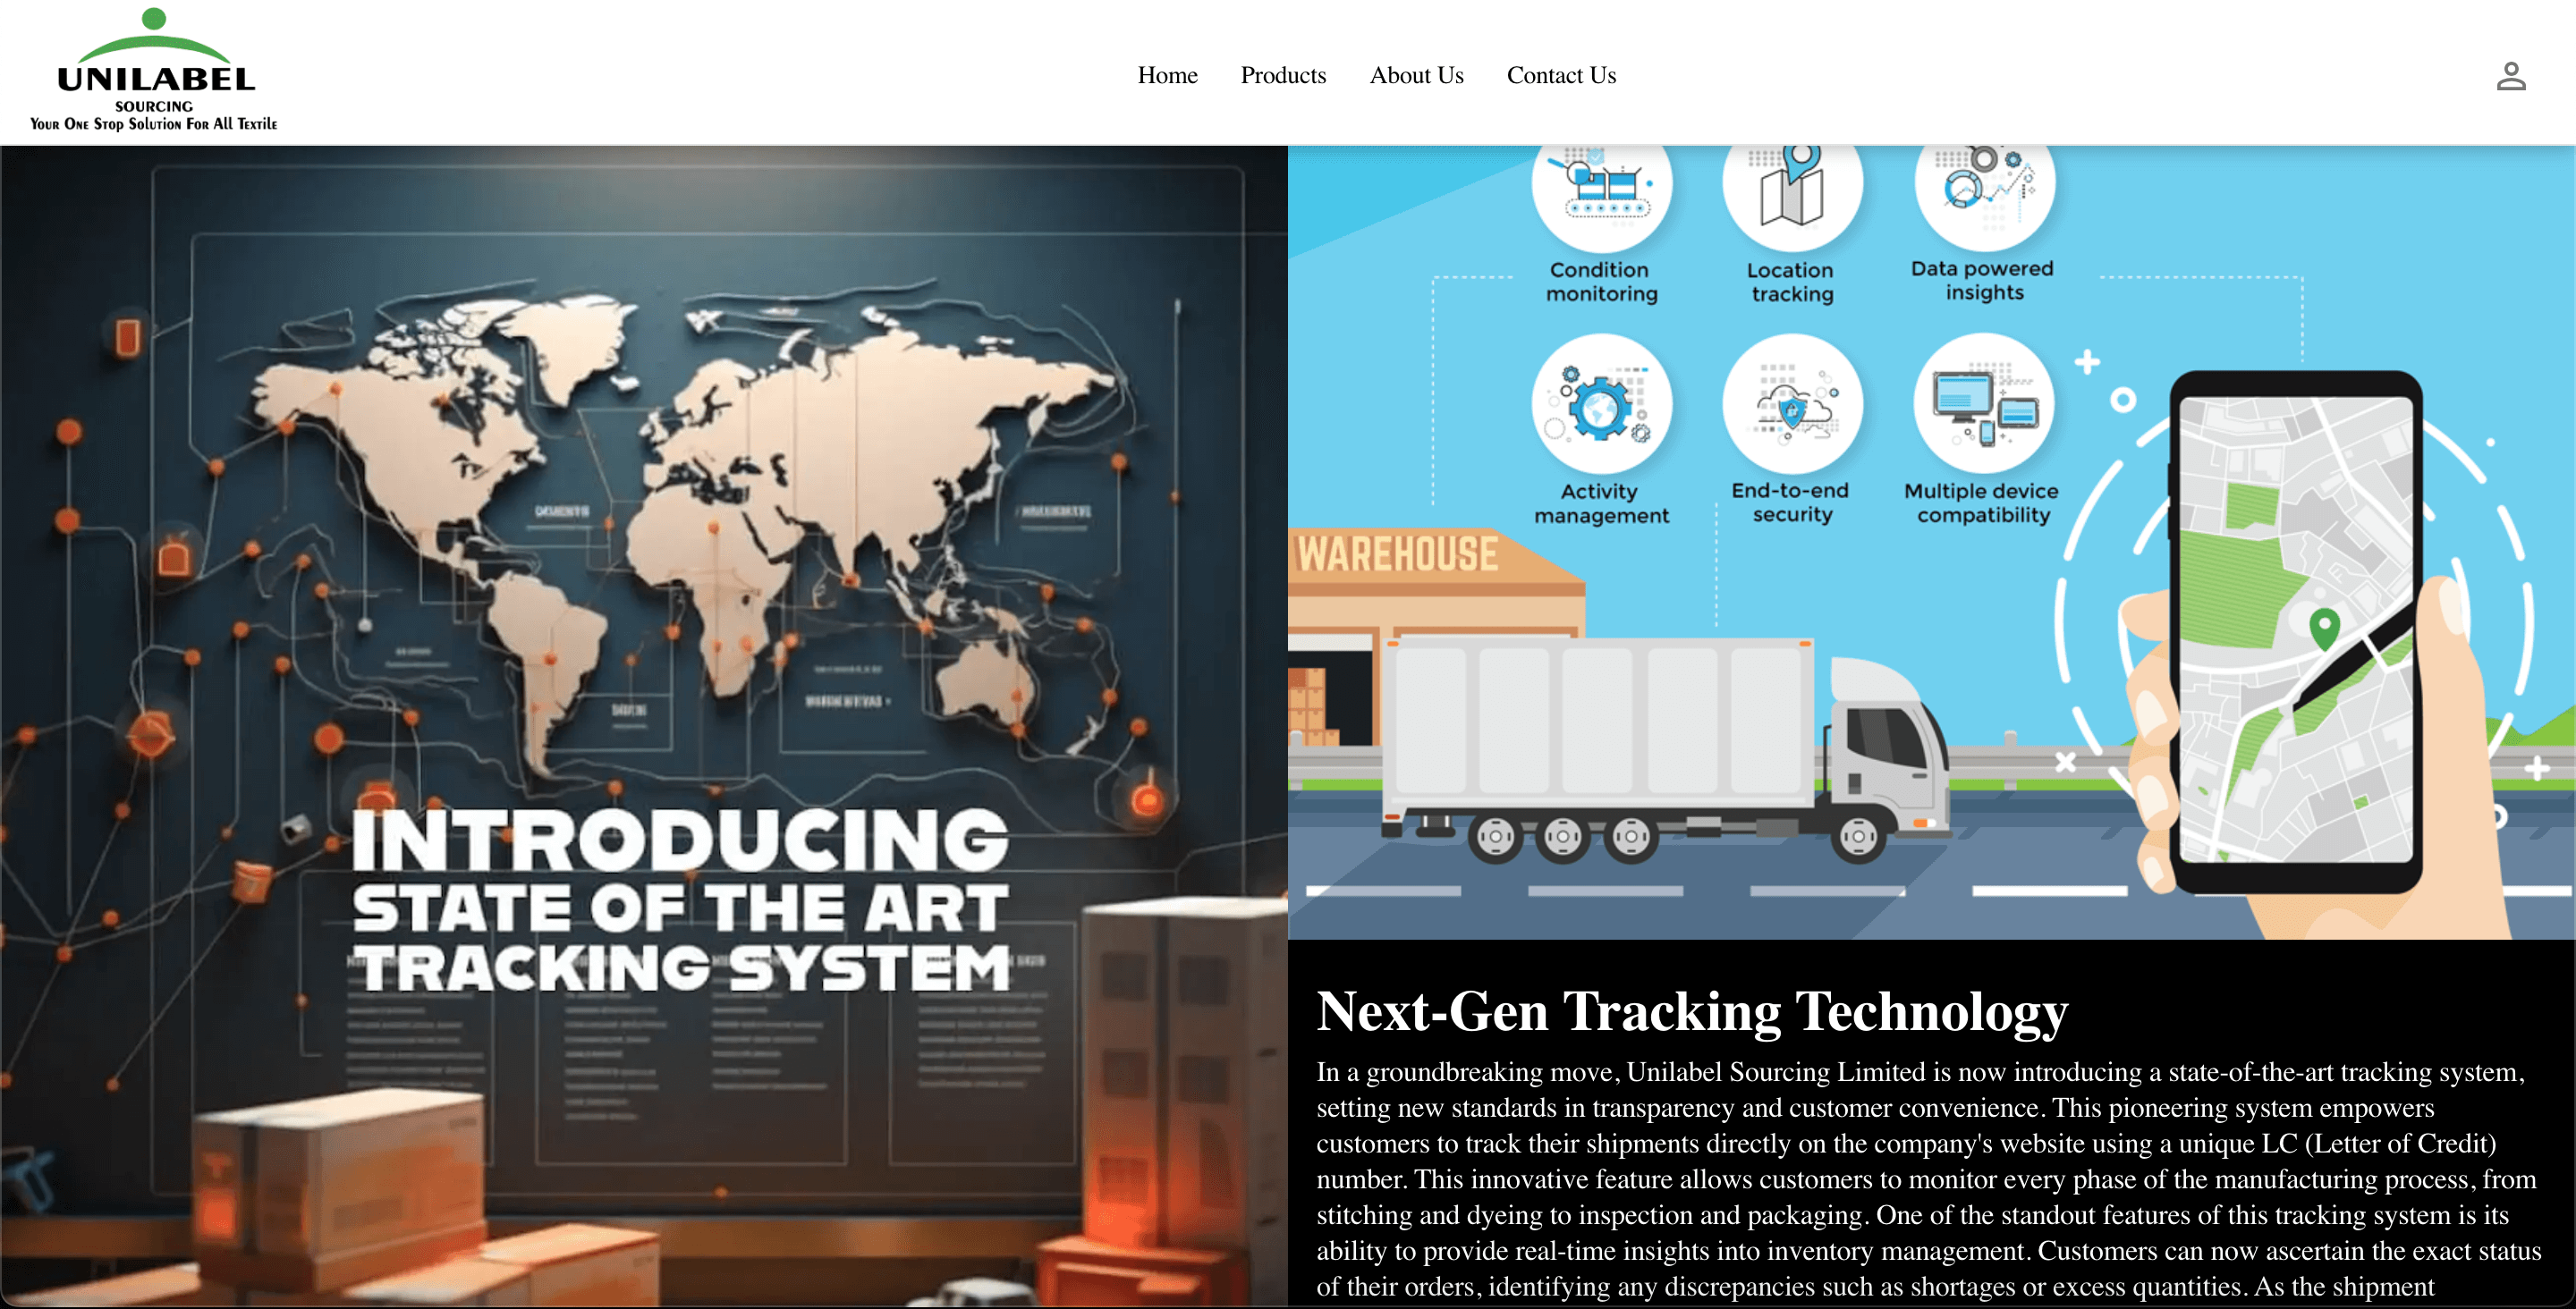 UNILABEL
SOURCING
Your One Stop Solution For All Textile
Home Products About Us Contact Us
INTRODUCING
STATE OF THE ART
TRACKING SYSTEM
Condition
monitoring
Location
tracking
Data powered
insights
Activity
management
End-to-end
security
Multiple device
compatibility
WAREHOUSE
Next-Gen Tracking Technology
In a groundbreaking move, Unilabel Sourcing Limited is now introducing a state-of-the-art tracking system,
setting new standards in transparency and customer convenience. This pioneering system empowers
customers to track their shipments directly on the company's website using a unique LC (Letter of Credit)
number. This innovative feature allows customers to monitor every phase of the manufacturing process, from
stitching and dyeing to inspection and packaging. One of the standout features of this tracking system is its
ability to provide real-time insights into inventory management. Customers can now ascertain the exact status
of their orders, identifying any discrepancies such as shortages or excess quantities. As the shipment